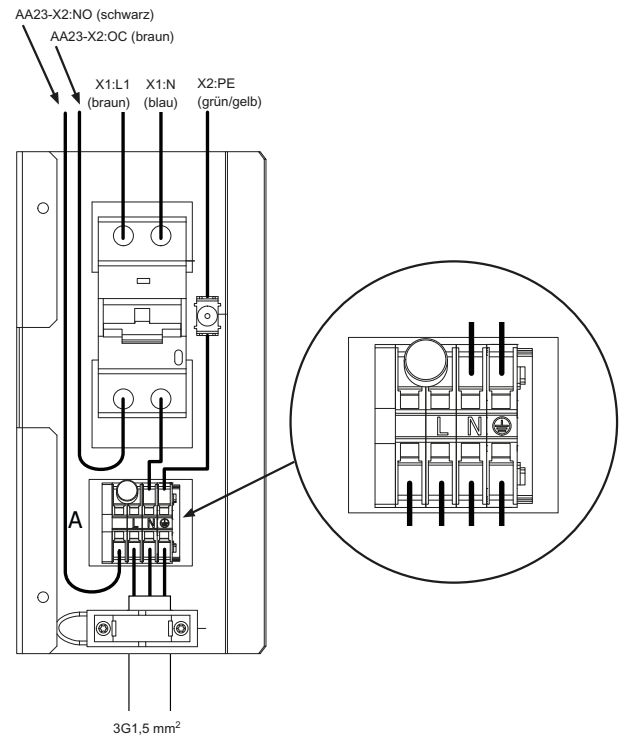 AA23-X2:NO (schwarz)
AA23-X2:OC (braun)
X1:L1 X1:N X2:PE
(braun) (blau) (grün/gelb)
A
L N
L N
3G1,5 mm²